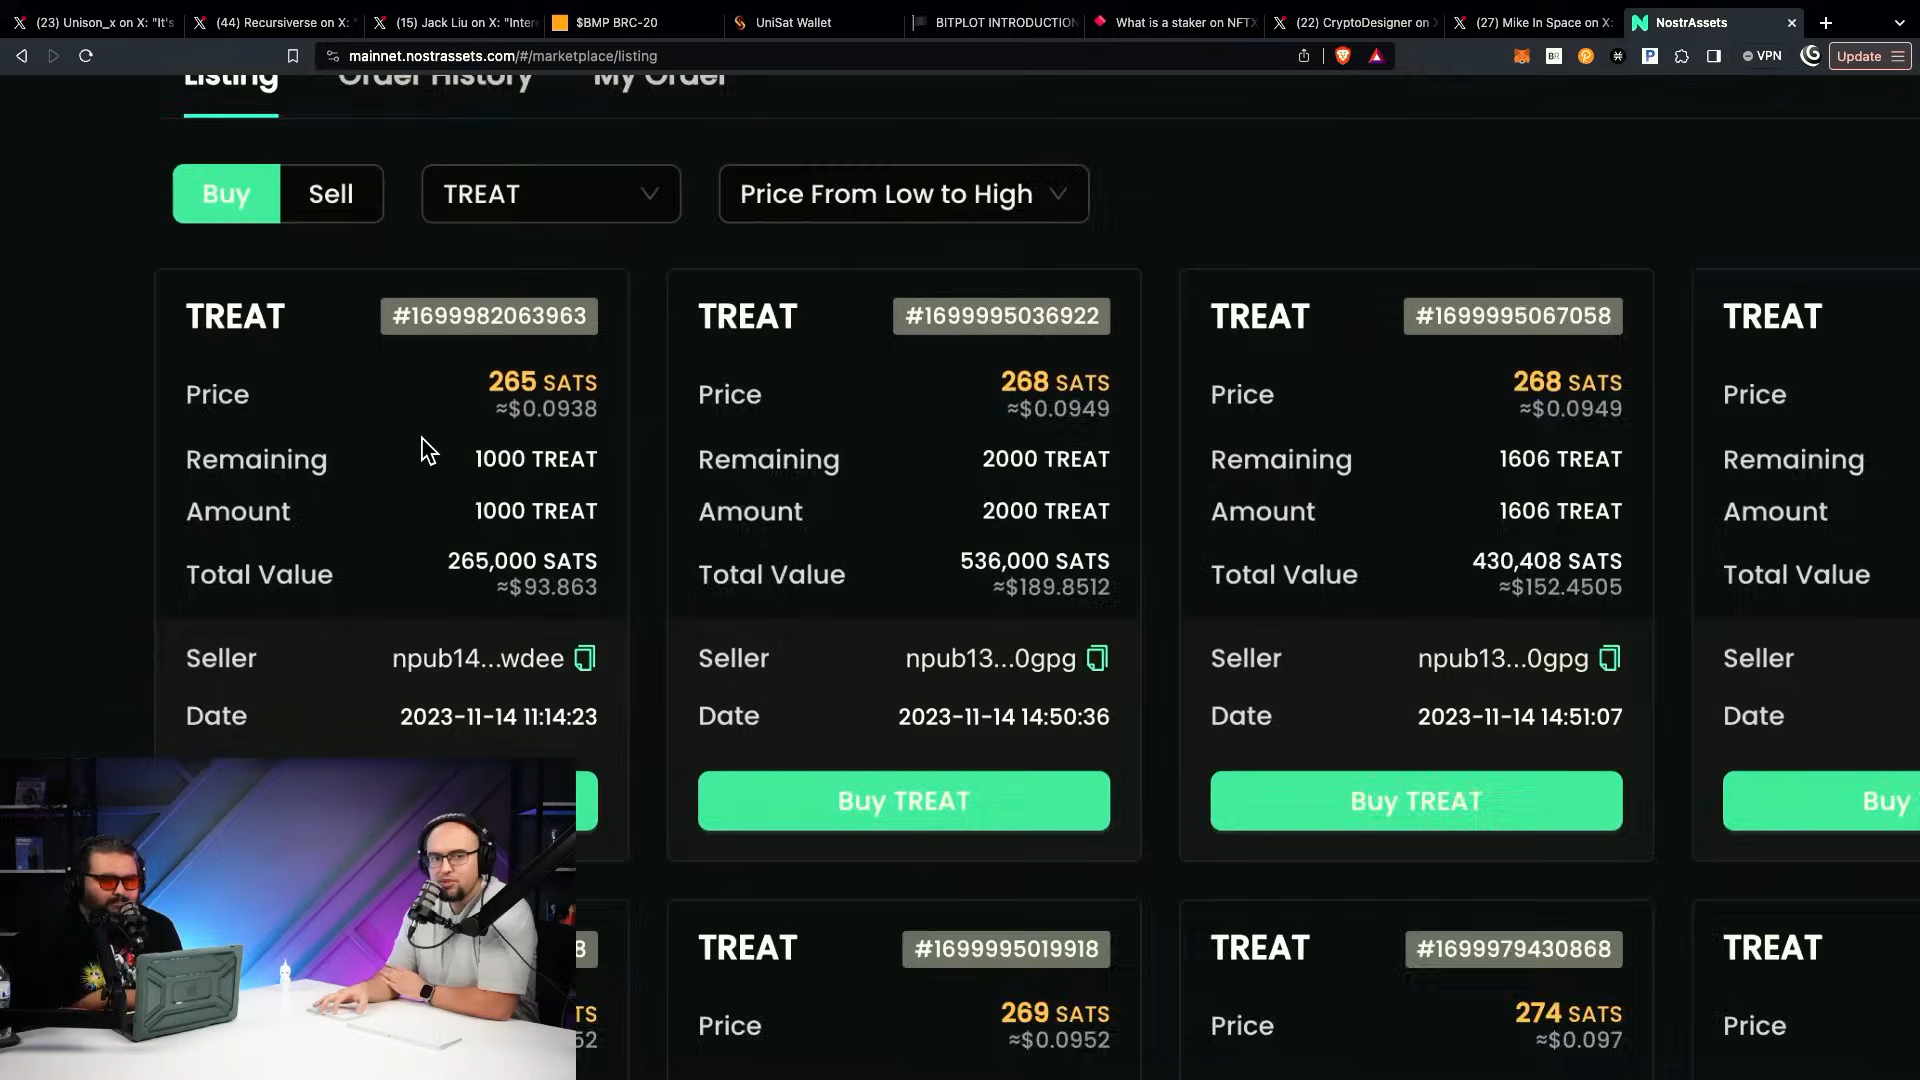 (23) Unison_x on X: "It's
(44) Recursiverse on X: "
(15) Jack Liu on X: "Inter
$BMP BRC-20
UniSat Wallet
BITPLOT INTRODUCTION
What is a staker on NFTX
(22) CryptoDesigner on X
(27) Mike In Space on X:
NostrAssets
mainnet.nostrassets.com/#/marketplace/listing
VPN
Update
Listing
Order History
My Order
Buy
Sell
TREAT
Price From Low to High
TREAT
#1699982063963
Price
265 SATS
≈$0.0938
Remaining
1000 TREAT
Amount
1000 TREAT
Total Value
265,000 SATS
≈$93.863
Seller
npub14...wdee
Date
2023-11-14 11:14:23
TREAT
#1699995036922
Price
268 SATS
≈$0.0949
Remaining
2000 TREAT
Amount
2000 TREAT
Total Value
536,000 SATS
≈$189.8512
Seller
npub13...0gpg
Date
2023-11-14 14:50:36
Buy TREAT
TREAT
#1699995067058
Price
268 SATS
≈$0.0949
Remaining
1606 TREAT
Amount
1606 TREAT
Total Value
430,408 SATS
≈$152.4505
Seller
npub13...0gpg
Date
2023-11-14 14:51:07
Buy TREAT
TREAT
Price
Remaining
Amount
Total Value
Seller
Date
Buy
8
TS
52
TREAT
#1699995019918
Price
269 SATS
≈$0.0952
TREAT
#1699979430868
Price
274 SATS
≈$0.097
TREAT
Price